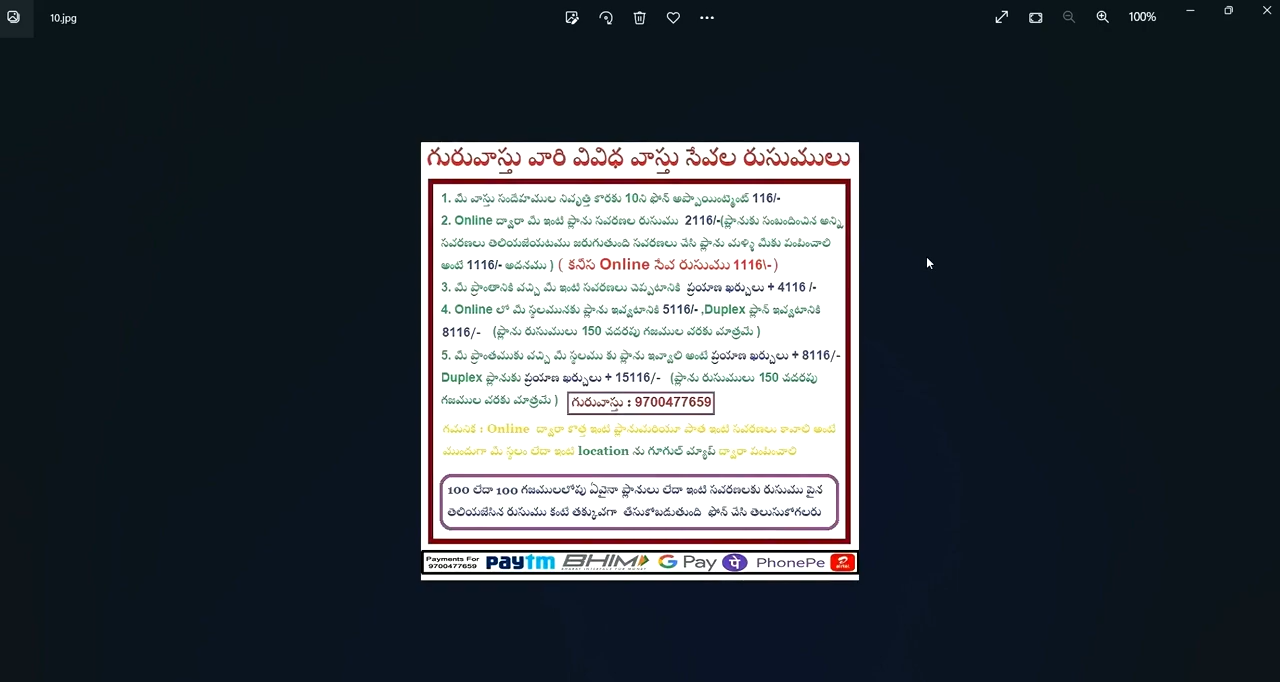 10.jpg
100%
గురువాస్తు వారి వివిధ వాస్తు సేవల రుసుములు
1. మీ వాస్తు సందేహముల నివృత్తి కొరకు 10ని ఫోన్ అప్పాయింట్మెంట్ 116/-
2. Online ద్వారా మీ ఇంటి ప్లాను సవరణల రుసుము 2116/-(ప్లానుకు సంబందించిన అన్ని
సవరణలు తెలియజేయటము జరుగుతుంది సవరణలు చేసి ప్లాను మళ్ళి మీకు పంపించాలి
అంటె 1116/- అదనము ) ( కనీస Online సేవ రుసుము 1116\- )
3. మీ ప్రాంతానికి వచ్చి మీ ఇంటి సవరణలు చెప్పటానికి ప్రయాణ ఖర్చులు + 4116 /-
4. Online లో మీ స్థలమునకు ప్లాను ఇవ్వటానికి 5116/- ,Duplex ప్లాన్ ఇవ్వటానికి
8116/- (ప్లాను రుసుములు 150 చదరపు గజముల వరకు మాత్రమే )
5. మీ ప్రాంతముకు వచ్చి మీ స్థలము కు ప్లాను ఇవ్వాలి అంటె ప్రయాణ ఖర్చులు + 8116/-
Duplex ప్లానుకు ప్రయాణ ఖర్చులు + 15116/- (ప్లాను రుసుములు 150 చదరపు
గజముల వరకు మాత్రమే ) గురువాస్తు : 9700477659
గమనిక : Online ద్వారా కొత్త ఇంటి ప్లానుమరియూ పాత ఇంటి సవరణలు కావాలి అంటె
ముందుగా మీ స్థలం లేదా ఇంటి location ను గూగుల్ మ్యాప్ ద్వారా పంపించాలి
100 లేదా 100 గజములలోపు ఏవైనా ప్లానులు లేదా ఇంటి సవరణలకు రుసుము పైన
తెలియజేసిన రుసుము కంటే తక్కువగా తీసుకోబడుతుంది ఫోన్ చేసి తెలుసుకోగలరు
Payments For
9700477659
paytm BHIM G Pay PhonePe airtel